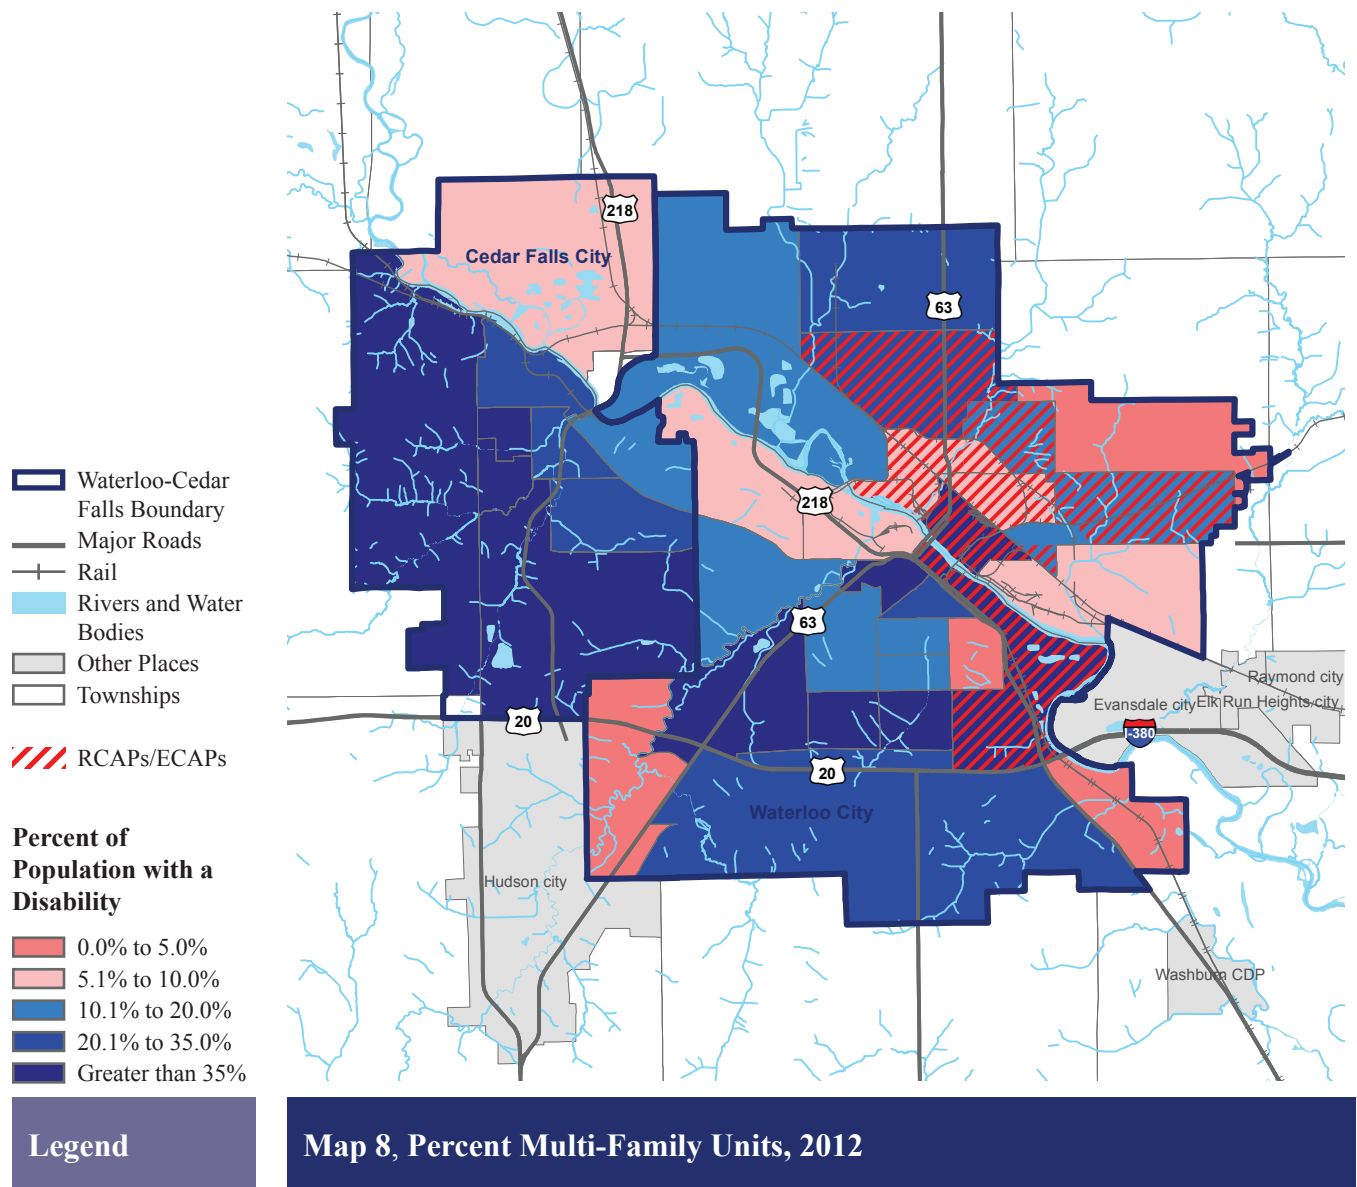 218
Cedar Falls City
63
Waterloo-Cedar
Falls Boundary
Major Roads
Rail
Rivers and Water
Bodies
Other Places
Townships
RCAPs/ECAPs
Percent of
Population with a
Disability
0.0% to 5.0%
5.1% to 10.0%
10.1% to 20.0%
20.1% to 35.0%
Greater than 35%
218
63
Raymond city
Evansdale city
Elk Run Heights city
20
I-380
20
Waterloo City
Hudson city
Washburn CDP
Legend
Map 8, Percent Multi-Family Units, 2012